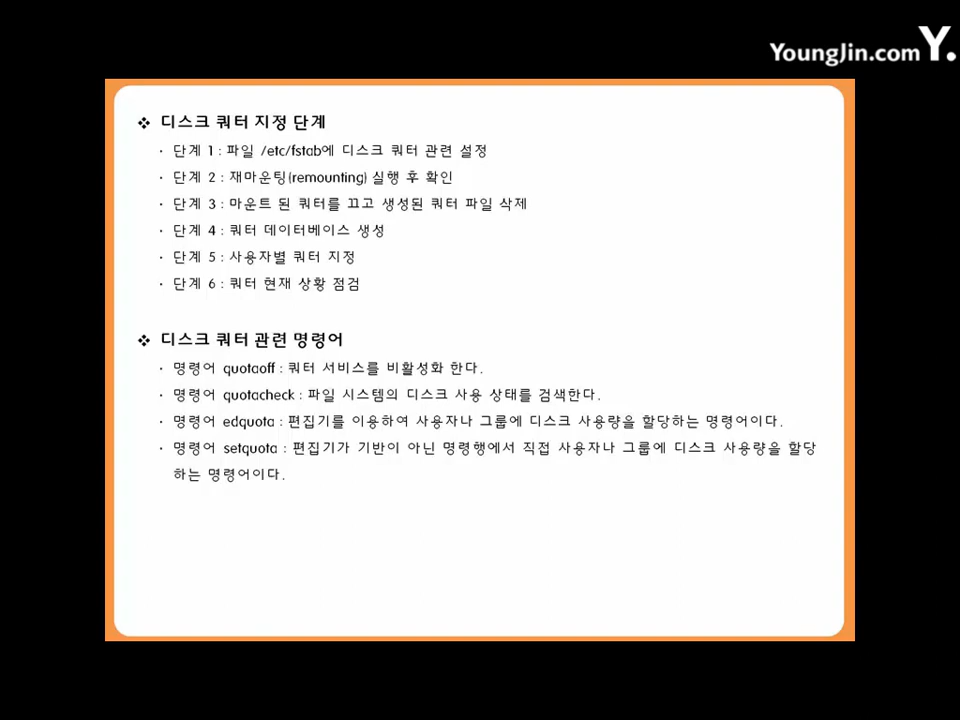 YoungJin.com Y.
❖ 디스크 쿼터 지정 단계
· 단계 1 : 파일 /etc/fstab에 디스크 쿼터 관련 설정
· 단계 2 : 재마운팅(remounting) 실행 후 확인
· 단계 3 : 마운트 된 쿼터를 끄고 생성된 쿼터 파일 삭제
· 단계 4 : 쿼터 데이터베이스 생성
· 단계 5 : 사용자별 쿼터 지정
· 단계 6 : 쿼터 현재 상황 점검
❖ 디스크 쿼터 관련 명령어
· 명령어 quotaoff : 쿼터 서비스를 비활성화 한다.
· 명령어 quotacheck : 파일 시스템의 디스크 사용 상태를 검색한다.
· 명령어 edquota : 편집기를 이용하여 사용자나 그룹에 디스크 사용량을 할당하는 명령어이다.
· 명령어 setquota : 편집기가 기반이 아닌 명령행에서 직접 사용자나 그룹에 디스크 사용량을 할당
하는 명령어이다.